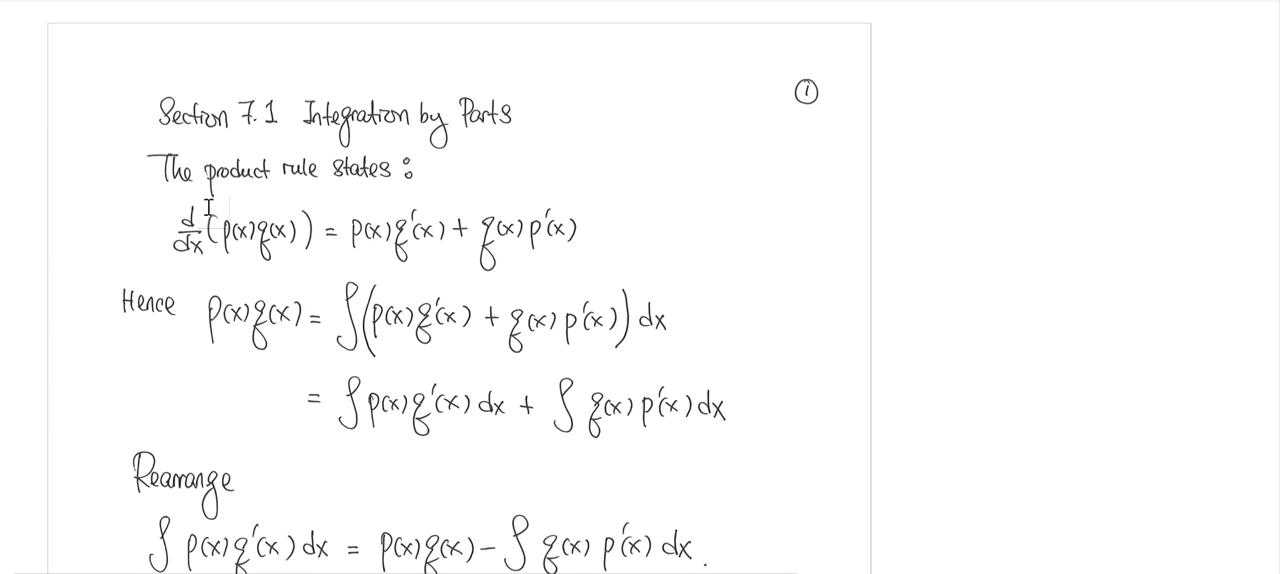 ①
Section 7.1 Integration by Parts
The product rule states :
d/dx (p(x)q(x)) = p(x)q'(x) + q(x)p'(x)
Hence p(x)q(x) = ∫(p(x)q'(x) + q(x)p'(x)) dx
= ∫ p(x)q'(x) dx + ∫ q(x)p'(x) dx
Rearrange
∫ p(x)q'(x) dx = p(x)q(x) - ∫ q(x) p'(x) dx.